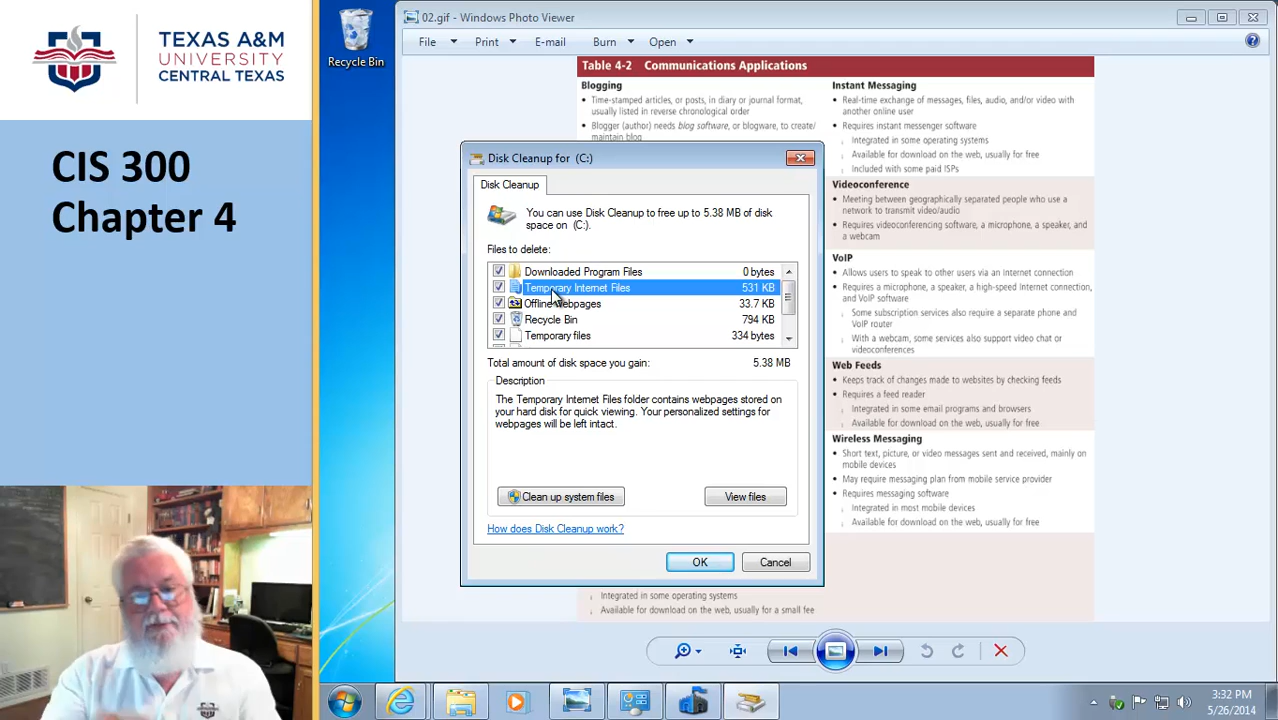 TEXAS A&M
UNIVERSITY
CENTRAL TEXAS
CIS 300
Chapter 4
Recycle Bin
02.gif - Windows Photo Viewer
File Print E-mail Burn Open
Table 4-2 Communications Applications
Blogging
• Time-stamped articles, or posts, in diary or journal format,
usually listed in reverse chronological order
• Blogger (author) needs blog software, or blogware, to create/
maintain blog
Disk Cleanup for (C:)
Disk Cleanup
You can use Disk Cleanup to free up to 5.38 MB of disk
space on (C:).
Files to delete:
Downloaded Program Files 0 bytes
Temporary Internet Files 531 KB
Offline webpages 33.7 KB
Recycle Bin 794 KB
Temporary files 334 bytes
Total amount of disk space you gain: 5.38 MB
Description
The Temporary Internet Files folder contains webpages stored on
your hard disk for quick viewing. Your personalized settings for
webpages will be left intact.
Clean up system files View files
How does Disk Cleanup work?
OK Cancel
Integrated in some operating systems
Available for download on the web, usually for a small fee
Instant Messaging
• Real-time exchange of messages, files, audio, and/or video with
another online user
• Requires instant messenger software
Integrated in some operating systems
Available for download on the web, usually for free
Included with some paid ISPs
Videoconference
• Meeting between geographically separated people who use a
network to transmit video/audio
• Requires videoconferencing software, a microphone, a speaker, and
a webcam
VoIP
• Allows users to speak to other users via an Internet connection
• Requires a microphone, a speaker, a high-speed Internet connection,
and VoIP software
Some subscription services also require a separate phone and
VoIP router
With a webcam, some services also support video chat or
videoconferences
Web Feeds
• Keeps track of changes made to websites by checking feeds
• Requires a feed reader
Integrated in some email programs and browsers
Available for download on the web, usually for free
Wireless Messaging
• Short text, picture, or video messages sent and received, mainly on
mobile devices
• May require messaging plan from mobile service provider
• Requires messaging software
Integrated in most mobile devices
Available for download on the web, usually for free
3:32 PM
5/26/2014